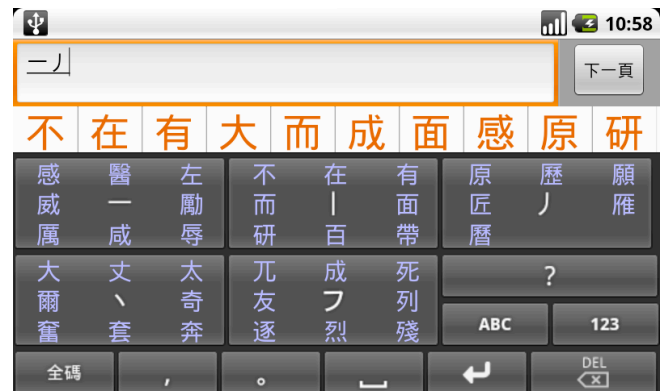 10:58
一丿
下一頁
不 在 有 大 而 成 面 感 原 研
感 醫 左 不 在 有 原 歷 願
威 一 勵 而 丨 面 匠 丿 雁
厲 咸 辱 研 百 帶 曆
大 丈 太 兀 成 死 ?
爾 丶 奇 友 フ 列
奮 套 奔 逐 烈 殘 ABC 123
全碼 , 。 DEL